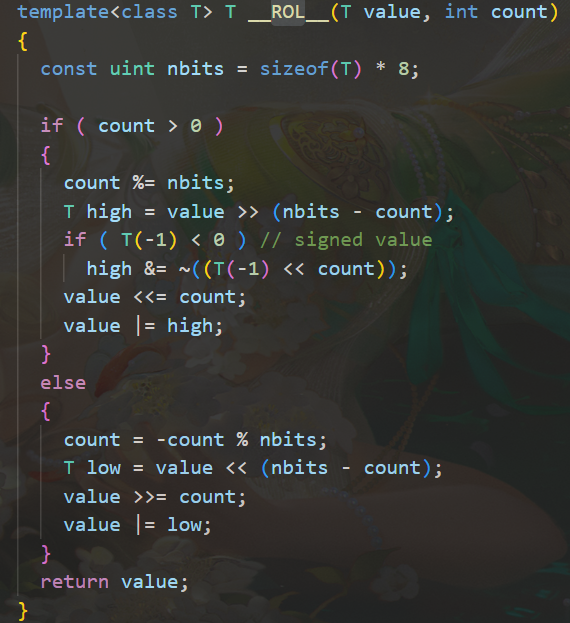 template<class T> T __ROL__(T value, int count)
{
  const uint nbits = sizeof(T) * 8;

  if ( count > 0 )
  {
    count %= nbits;
    T high = value >> (nbits - count);
    if ( T(-1) < 0 ) // signed value
      high &= ~((T(-1) << count));
    value <<= count;
    value |= high;
  }
  else
  {
    count = -count % nbits;
    T low = value << (nbits - count);
    value >>= count;
    value |= low;
  }
  return value;
}